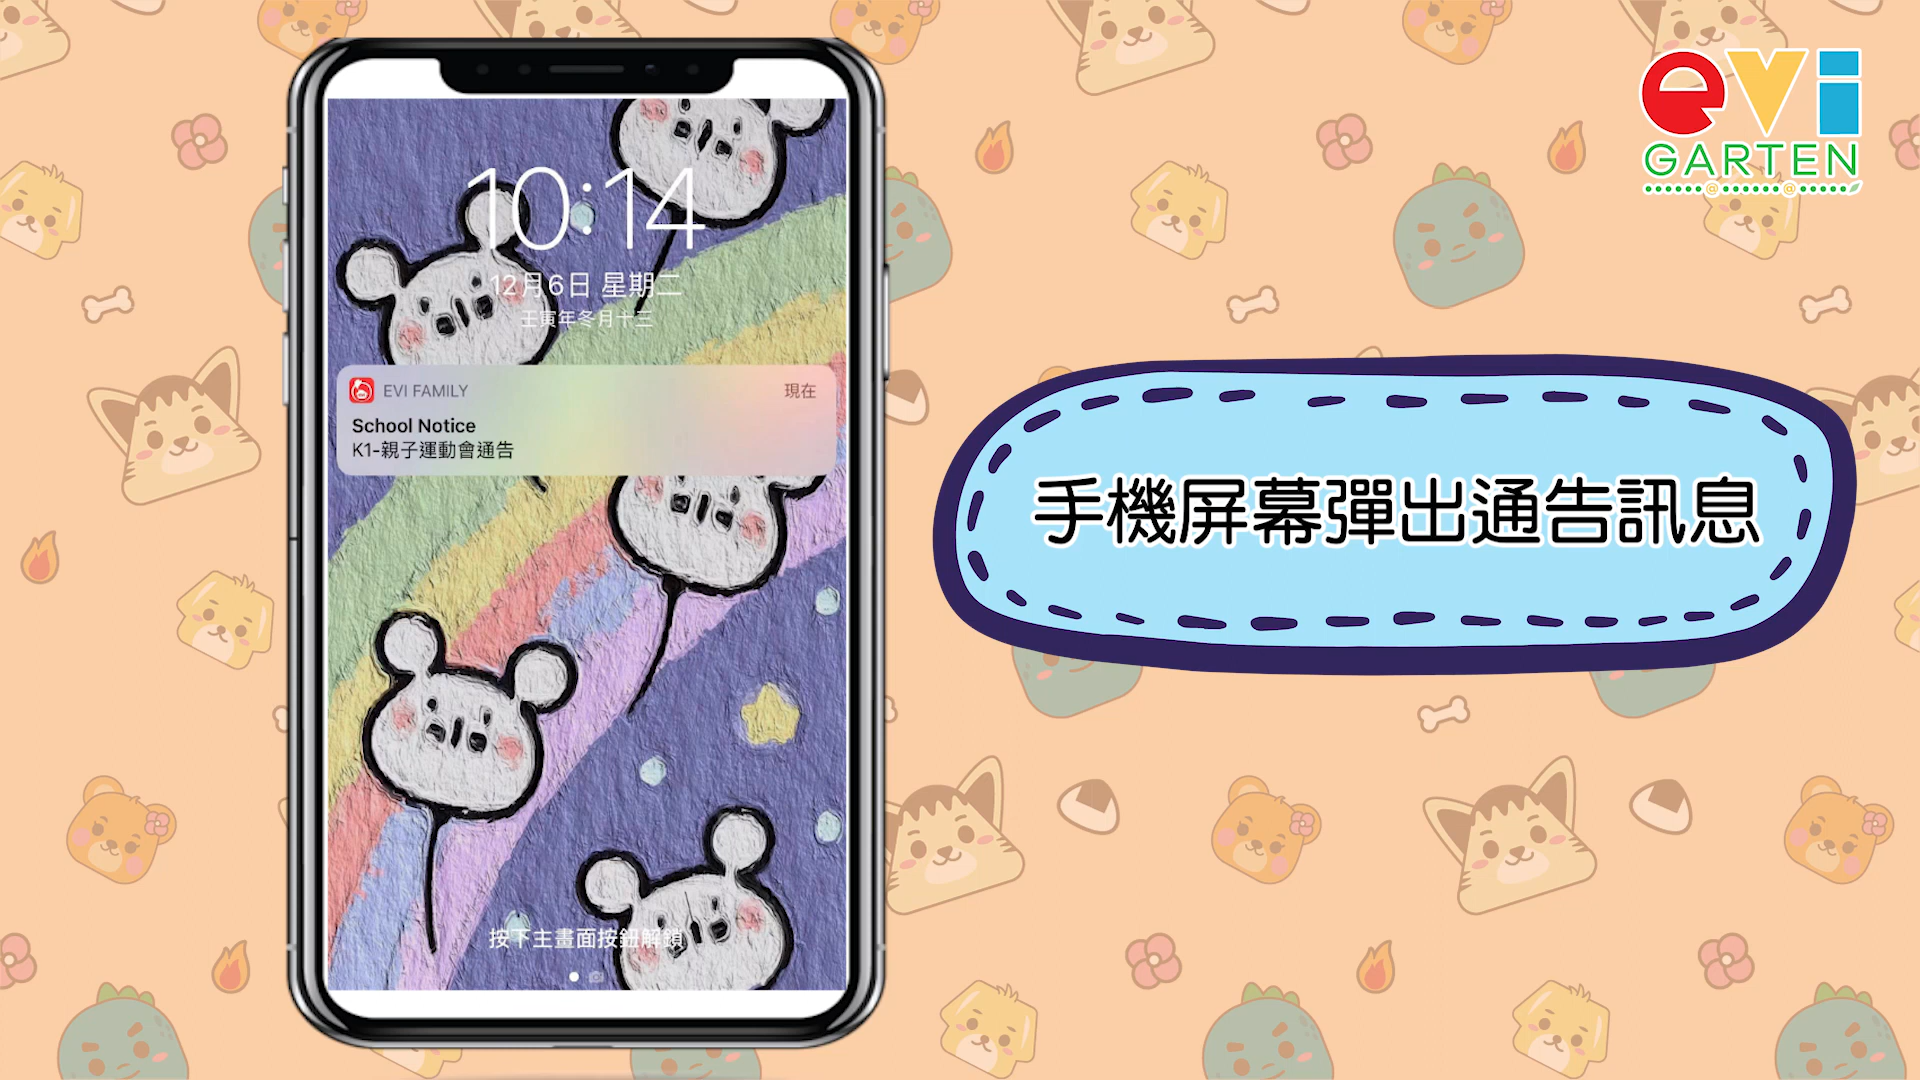 evi
GARTEN
10:14
12月6日 星期二
壬寅年冬月十三
EVI FAMILY
現在
School Notice
K1-親子運動會通告
手機屏幕彈出通告訊息
按下主畫面按鈕解鎖